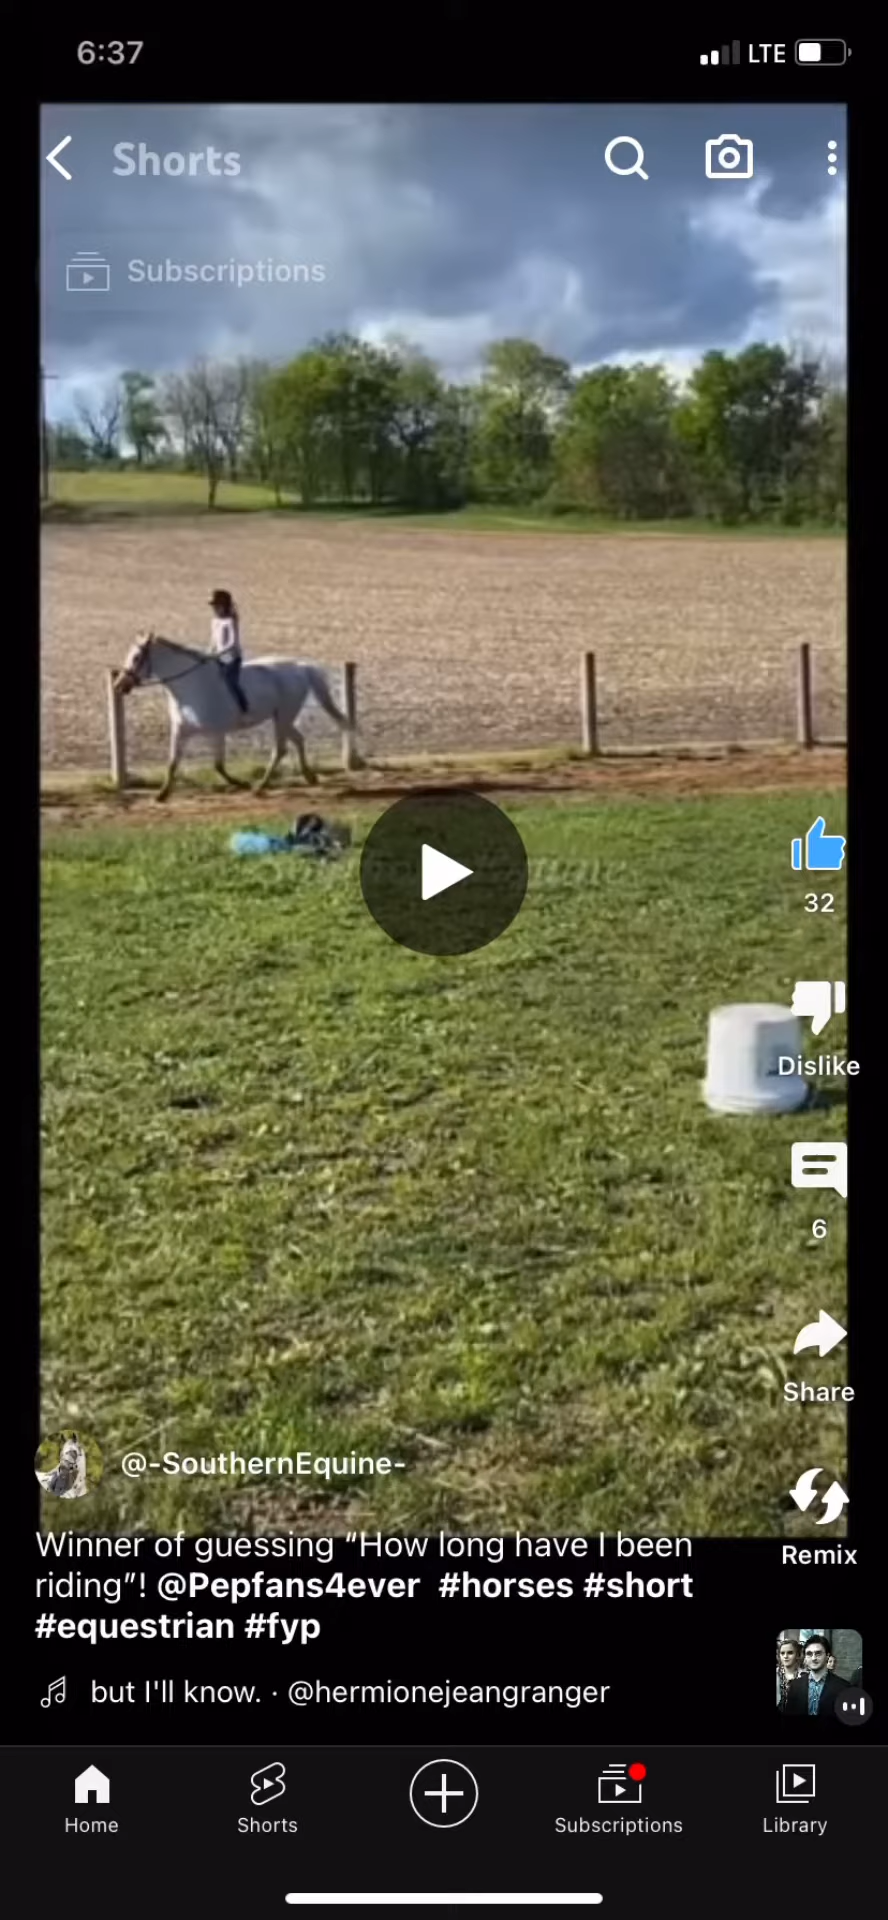 6:37
LTE
Shorts
Subscriptions
32
Dislike
6
Share
@-SouthernEquine-
Remix
Winner of guessing “How long have I been
riding”! @Pepfans4ever #horses #short
#equestrian #fyp
but I'll know. · @hermionejeangranger
Home
Shorts
Subscriptions
Library